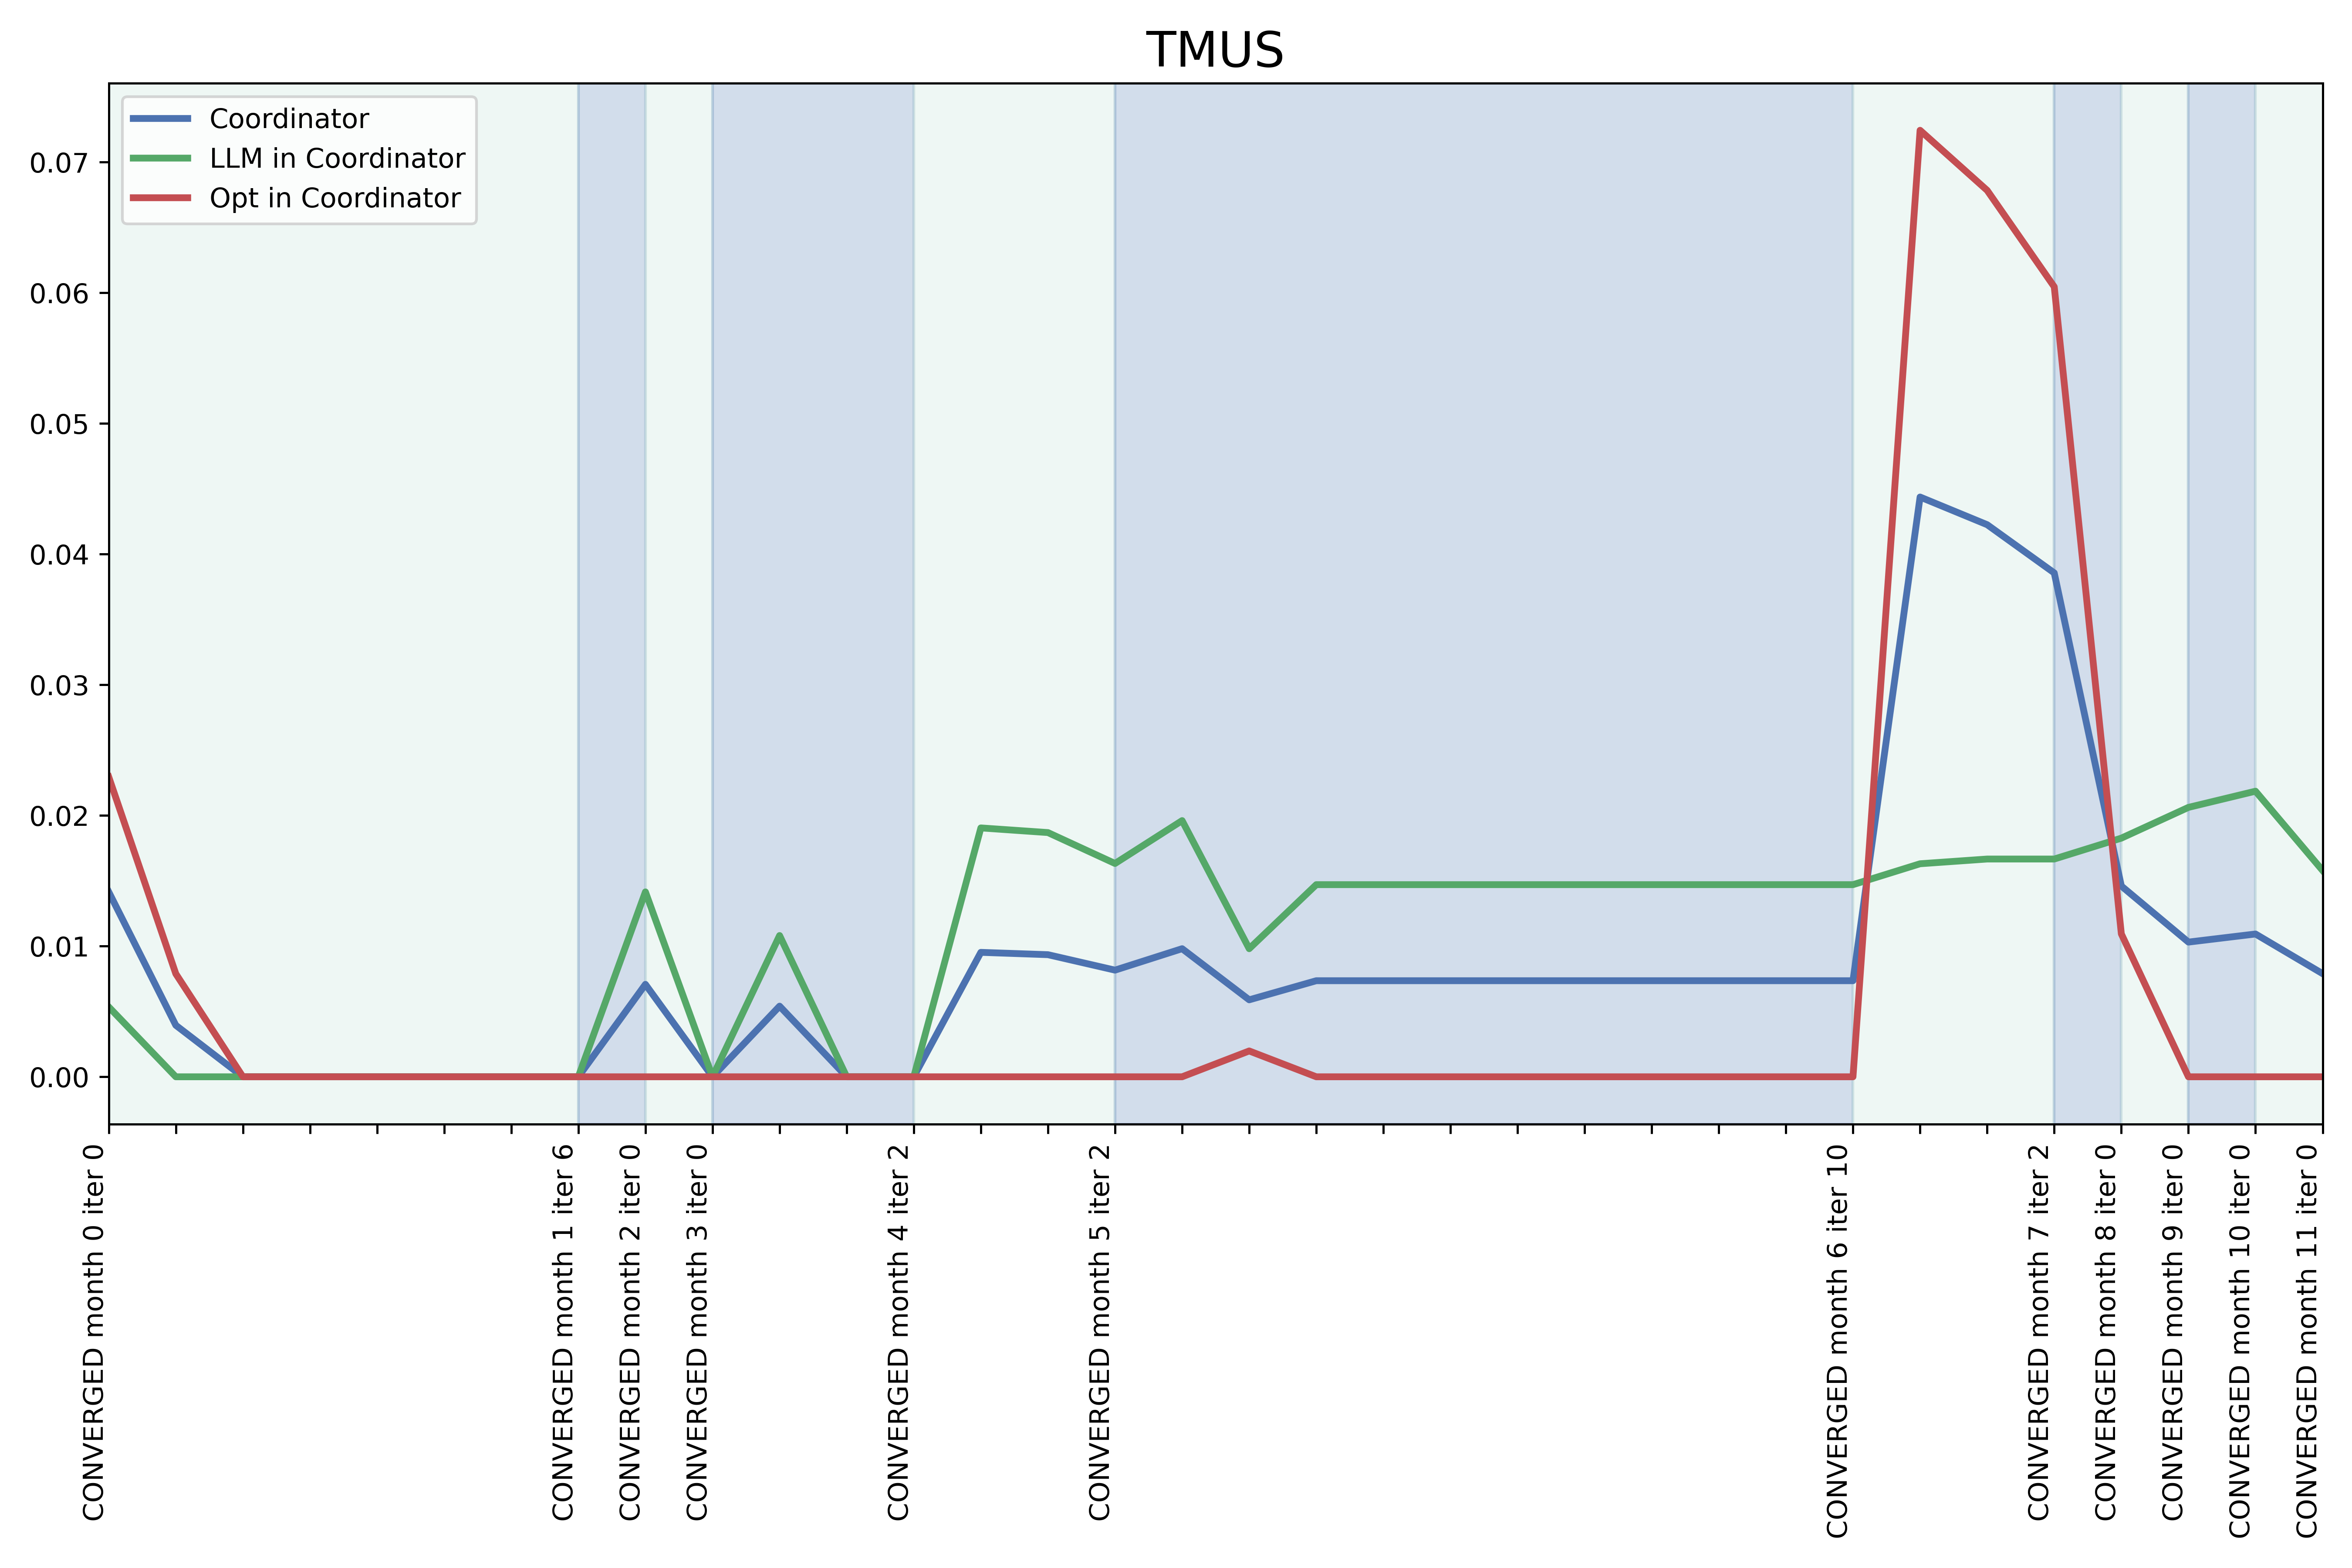 TMUS
Coordinator
LLM in Coordinator
Opt in Coordinator
0.07
0.06
0.05
0.04
0.03
0.02
0.01
0.00
CONVERGED month 0 iter 0
CONVERGED month 1 iter 6
CONVERGED month 2 iter 0
CONVERGED month 3 iter 0
CONVERGED month 4 iter 2
CONVERGED month 5 iter 2
CONVERGED month 6 iter 10
CONVERGED month 7 iter 2
CONVERGED month 8 iter 0
CONVERGED month 9 iter 0
CONVERGED month 10 iter 0
CONVERGED month 11 iter 0